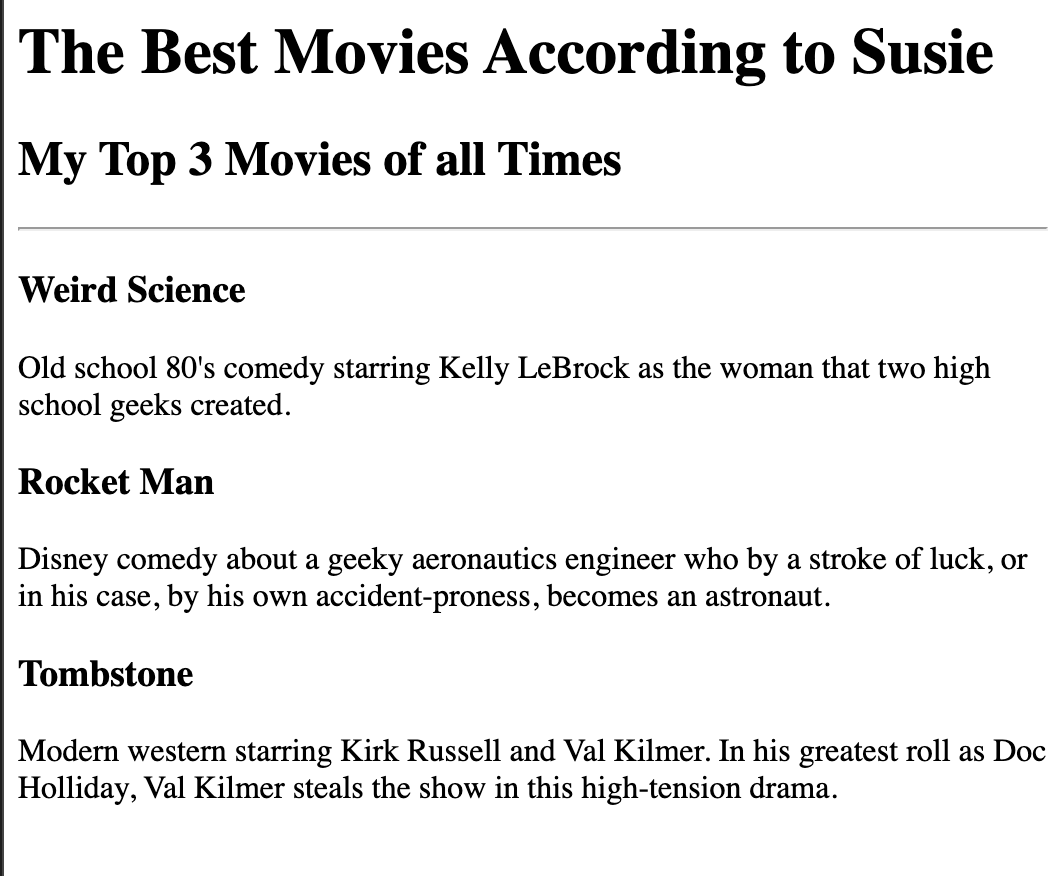 The Best Movies According to Susie
My Top 3 Movies of all Times
Weird Science
Old school 80's comedy starring Kelly LeBrock as the woman that two high
school geeks created.
Rocket Man
Disney comedy about a geeky aeronautics engineer who by a stroke of luck, or
in his case, by his own accident-proness, becomes an astronaut.
Tombstone
Modern western starring Kirk Russell and Val Kilmer. In his greatest roll as Doc
Holliday, Val Kilmer steals the show in this high-tension drama.